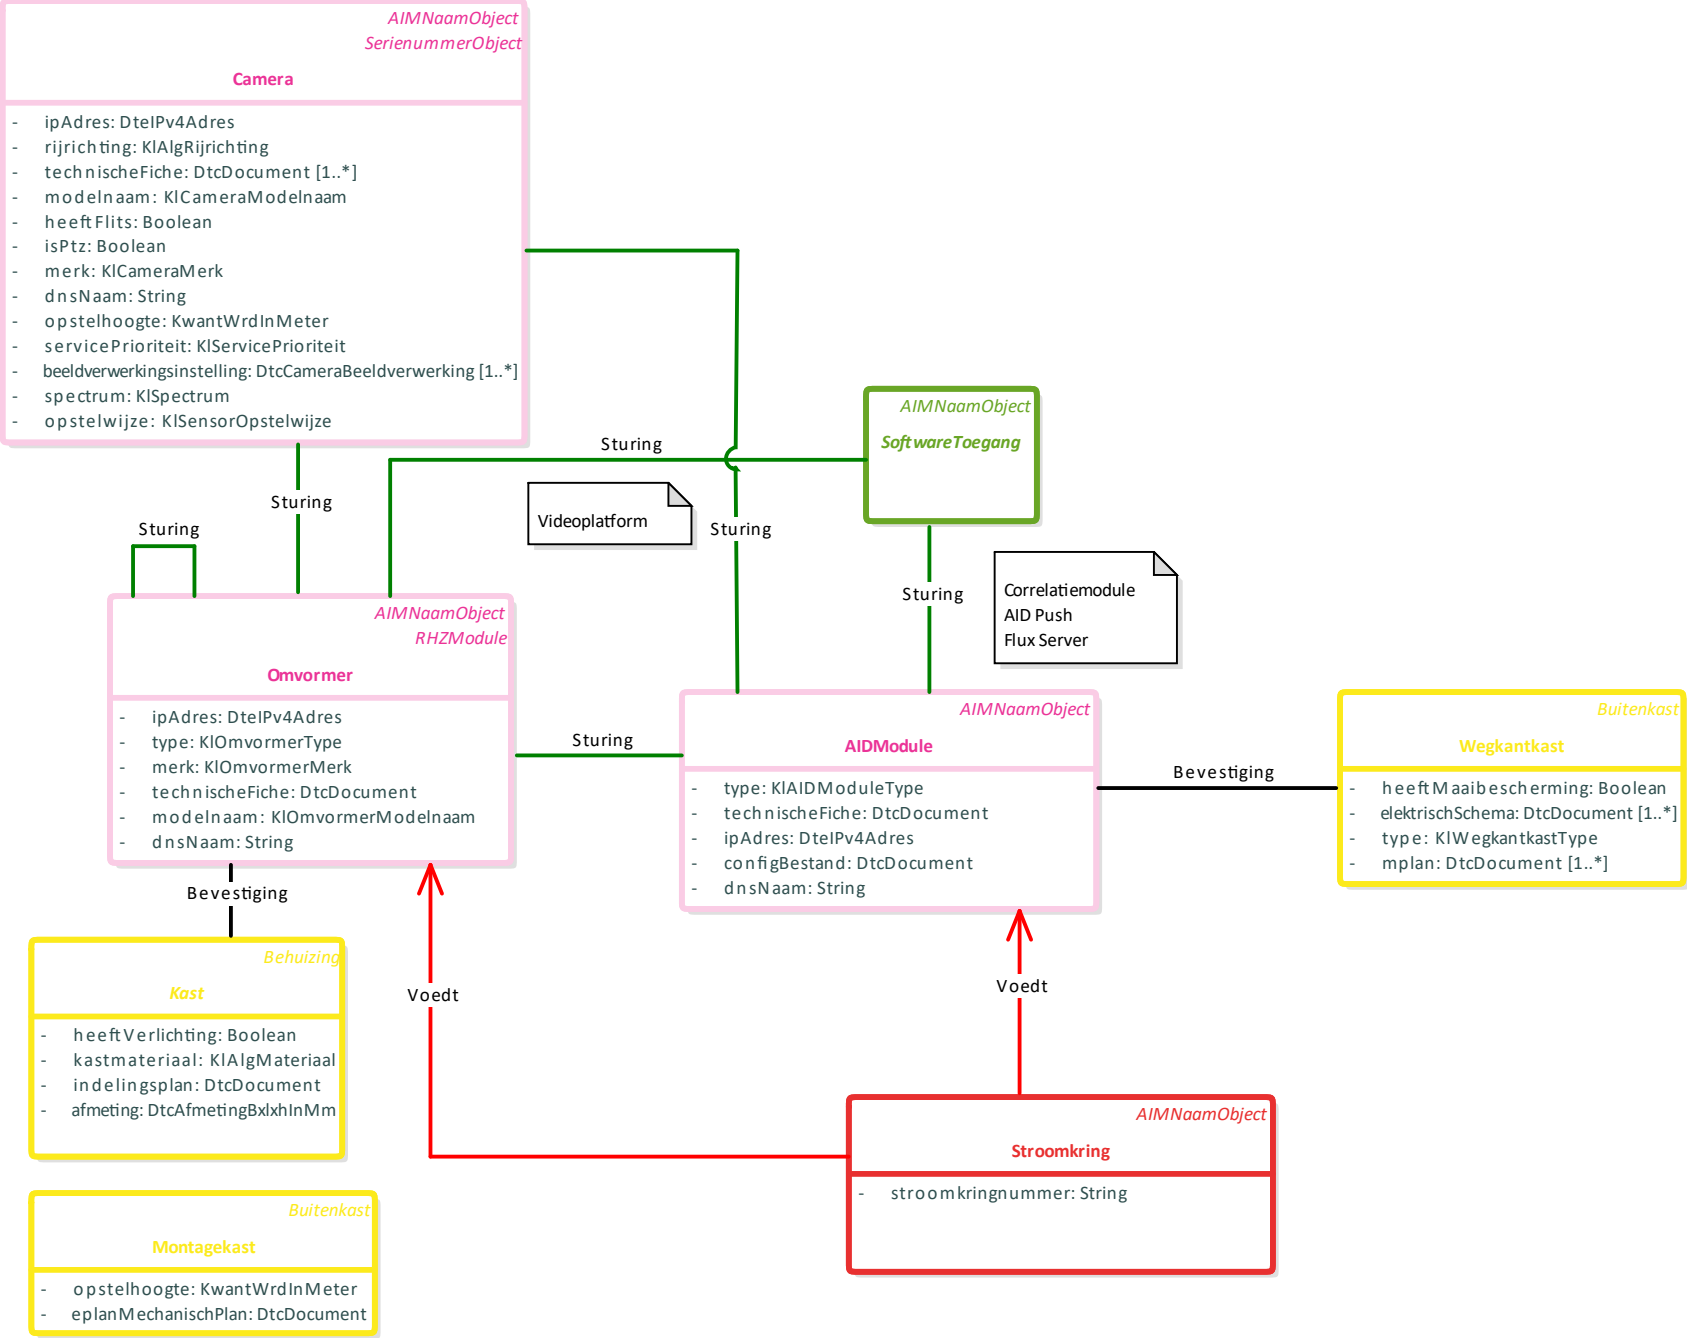 AIMNaamObject
SerienummerObject
Camera
- ipAdres: DteIPv4Adres
- rijrichting: KlAlgRijrichting
- technischeFiche: DtcDocument [1..*]
- modelnaam: KlCameraModelnaam
- heeftFlits: Boolean
- isPtz: Boolean
- merk: KlCameraMerk
- dnsNaam: String
- opstelhoogte: KwantWrdInMeter
- servicePrioriteit: KlServicePrioriteit
- beeldverwerkingsinstelling: DtcCameraBeeldverwerking [1..*]
- spectrum: KlSpectrum
- opstelwijze: KlSensorOpstelwijze
AIMNaamObject
SoftwareToegang
Sturing
Sturing
Sturing
Videoplatform
Sturing
Sturing
Correlatiemodule
AID Push
Flux Server
AIMNaamObject
RHZModule
Omvormer
- ipAdres: DteIPv4Adres
- type: KlOmvormerType
- merk: KlOmvormerMerk
- technischeFiche: DtcDocument
- modelnaam: KlOmvormerModelnaam
- dnsNaam: String
Sturing
AIMNaamObject
AIDModule
- type: KlAIDModuleType
- technischeFiche: DtcDocument
- ipAdres: DteIPv4Adres
- configBestand: DtcDocument
- dnsNaam: String
Bevestiging
Buitenkast
Wegkantkast
- heeftMaaibescherming: Boolean
- elektrischSchema: DtcDocument [1..*]
- type: KlWegkantkastType
- mplan: DtcDocument [1..*]
Bevestiging
Behuizing
Kast
- heeftVerlichting: Boolean
- kastmateriaal: KlAlgMateriaal
- indelingsplan: DtcDocument
- afmeting: DtcAfmetingBxlxhInMm
Voedt
Voedt
AIMNaamObject
Stroomkring
- stroomkringnummer: String
Buitenkast
Montagekast
- opstelhoogte: KwantWrdInMeter
- eplanMechanischPlan: DtcDocument